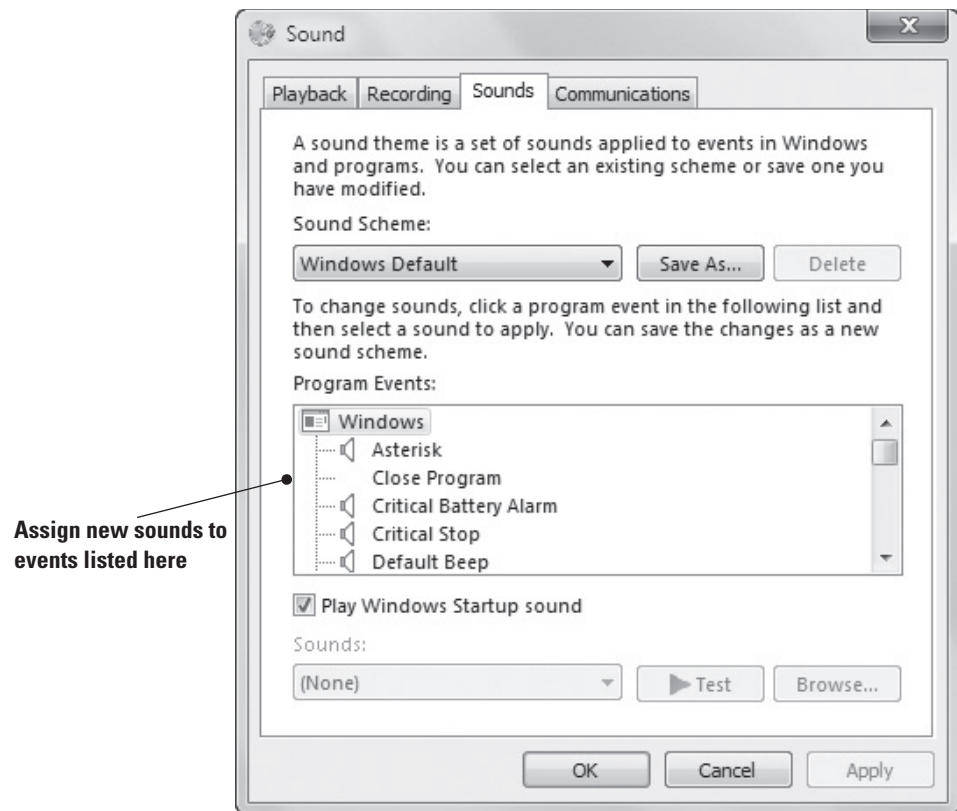 Sound
X
Playback Recording Sounds Communications
A sound theme is a set of sounds applied to events in Windows
and programs. You can select an existing scheme or save one you
have modified.
Sound Scheme:
Windows Default Save As... Delete
To change sounds, click a program event in the following list and
then select a sound to apply. You can save the changes as a new
sound scheme.
Program Events:
Windows
Asterisk
Close Program
Critical Battery Alarm
Critical Stop
Default Beep
Assign new sounds to
events listed here
Play Windows Startup sound
Sounds:
(None) Test Browse...
OK Cancel Apply